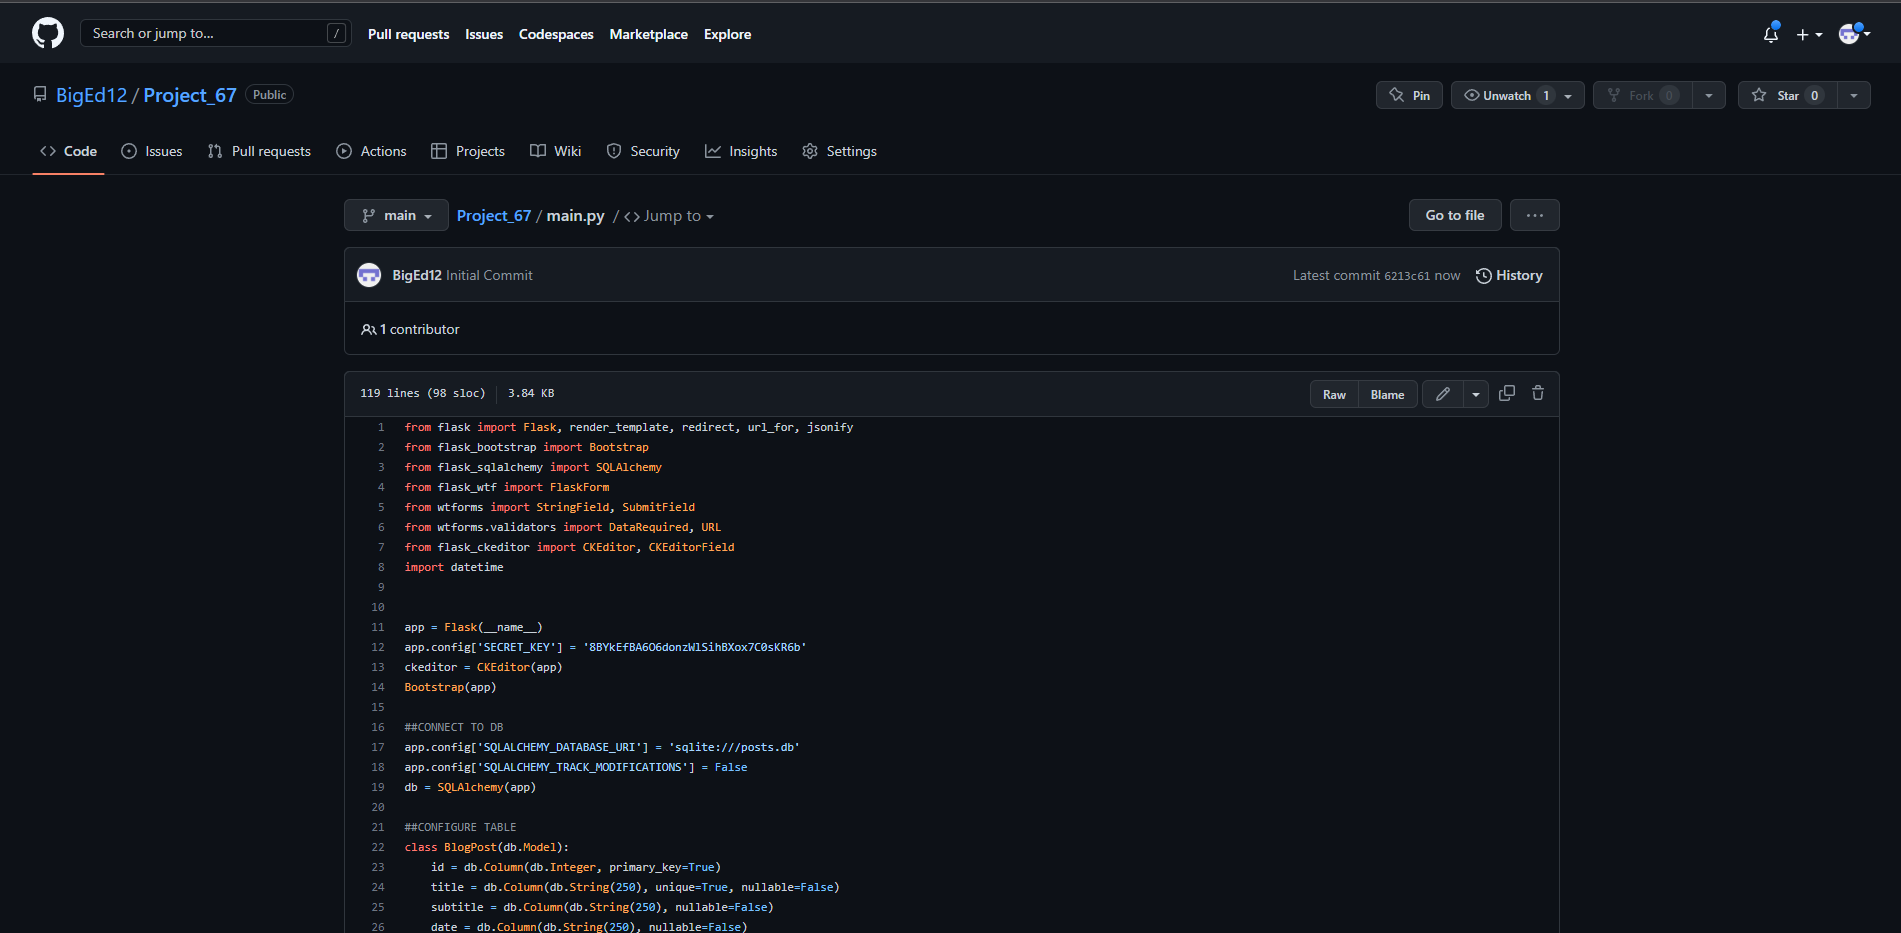 Search or jump to... /
Pull requests Issues Codespaces Marketplace Explore
BigEd12 / Project_67 Public
Pin Unwatch 1 Fork 0 Star 0
Code Issues Pull requests Actions Projects Wiki Security Insights Settings
main Project_67 / main.py / <> Jump to
Go to file ...
BigEd12 Initial Commit
Latest commit 6213c61 now History
1 contributor
119 lines (98 sloc) 3.84 KB
Raw Blame
1 from flask import Flask, render_template, redirect, url_for, jsonify
2 from flask_bootstrap import Bootstrap
3 from flask_sqlalchemy import SQLAlchemy
4 from flask_wtf import FlaskForm
5 from wtforms import StringField, SubmitField
6 from wtforms.validators import DataRequired, URL
7 from flask_ckeditor import CKEditor, CKEditorField
8 import datetime
9
10
11 app = Flask(__name__)
12 app.config['SECRET_KEY'] = '8BYkEfBA6O6donzWlSihBXox7C0sKR6b'
13 ckeditor = CKEditor(app)
14 Bootstrap(app)
15
16 ##CONNECT TO DB
17 app.config['SQLALCHEMY_DATABASE_URI'] = 'sqlite:///posts.db'
18 app.config['SQLALCHEMY_TRACK_MODIFICATIONS'] = False
19 db = SQLAlchemy(app)
20
21 ##CONFIGURE TABLE
22 class BlogPost(db.Model):
23 id = db.Column(db.Integer, primary_key=True)
24 title = db.Column(db.String(250), unique=True, nullable=False)
25 subtitle = db.Column(db.String(250), nullable=False)
26 date = db.Column(db.String(250), nullable=False)